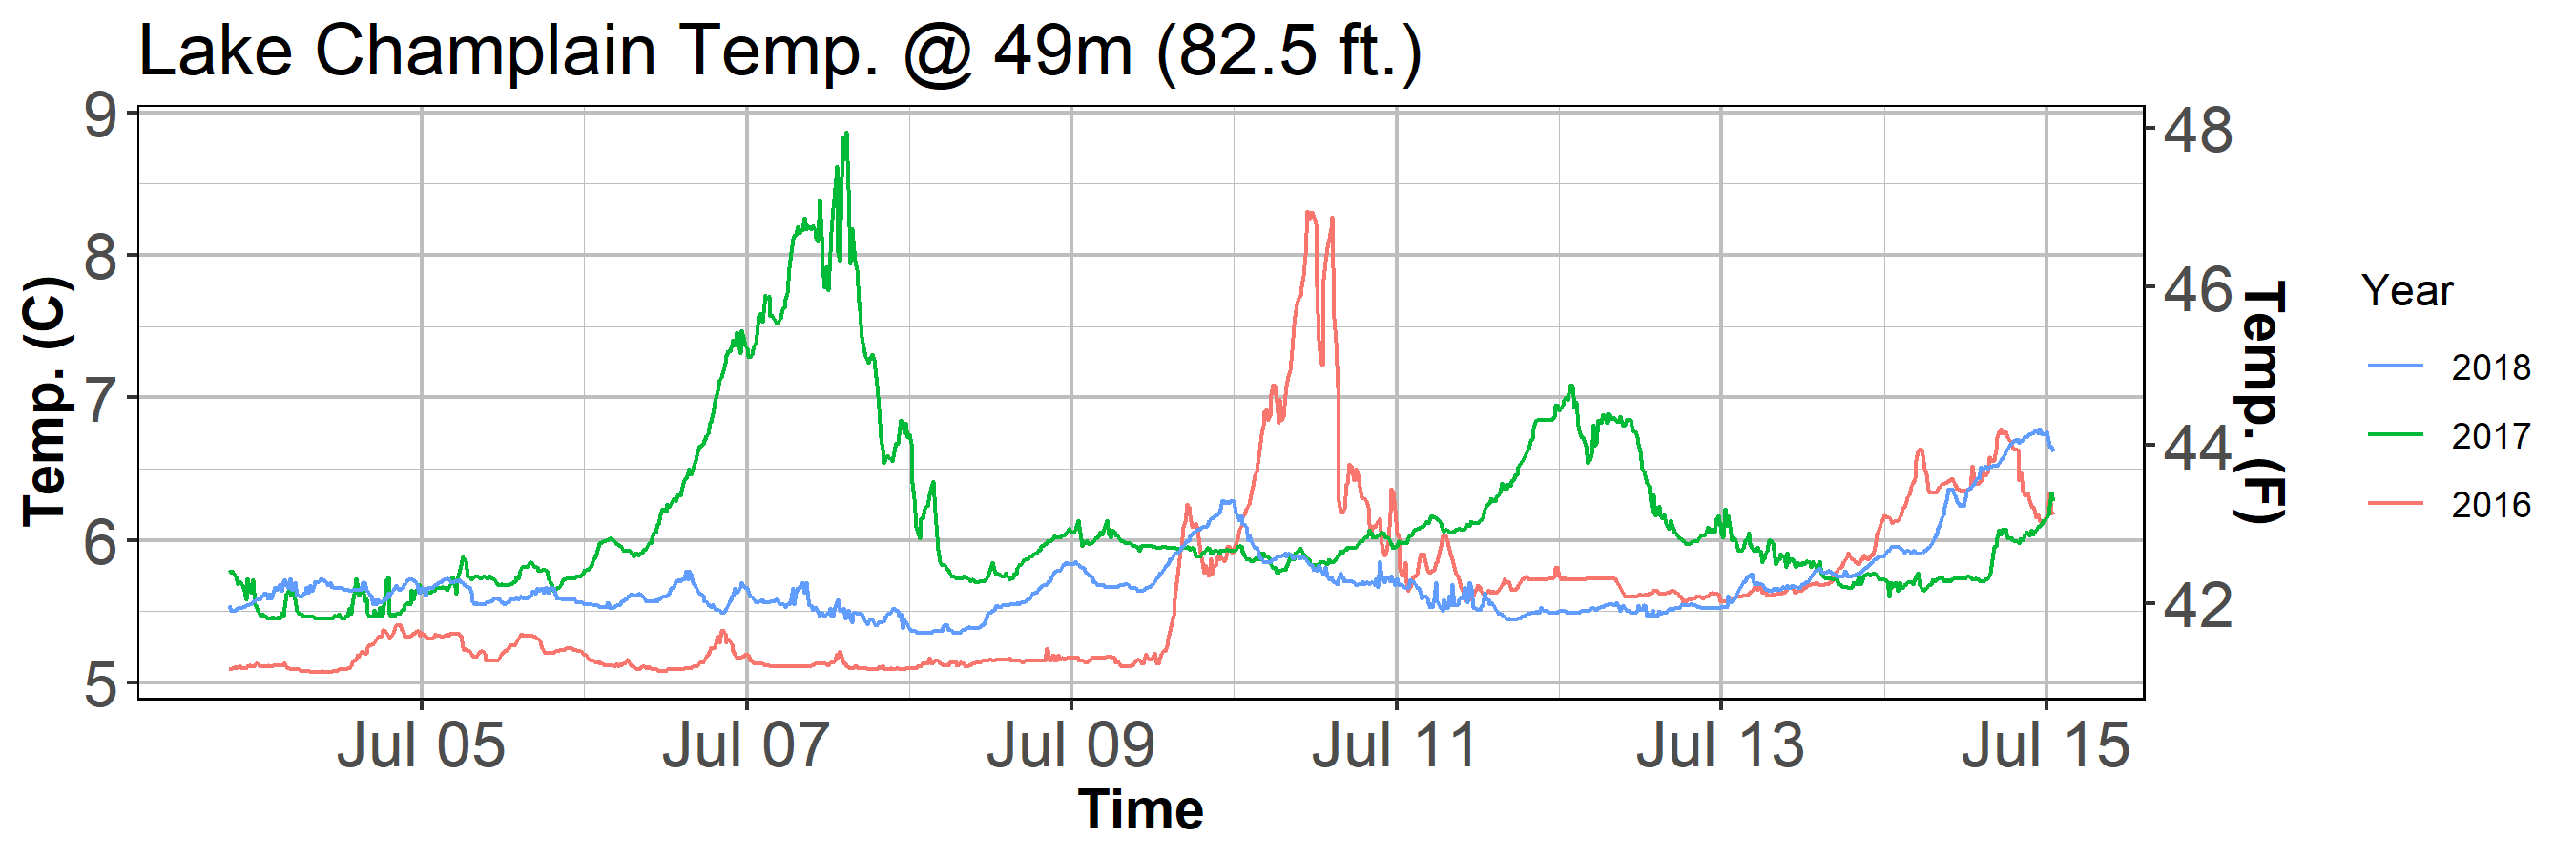 Lake Champlain Temp. @ 49m (82.5 ft.)
9
8
7
6
5
Temp. (C)
48
46
44
42
Temp. (F)
Jul 05
Jul 07
Jul 09
Jul 11
Jul 13
Jul 15
Time
Year
2018
2017
2016